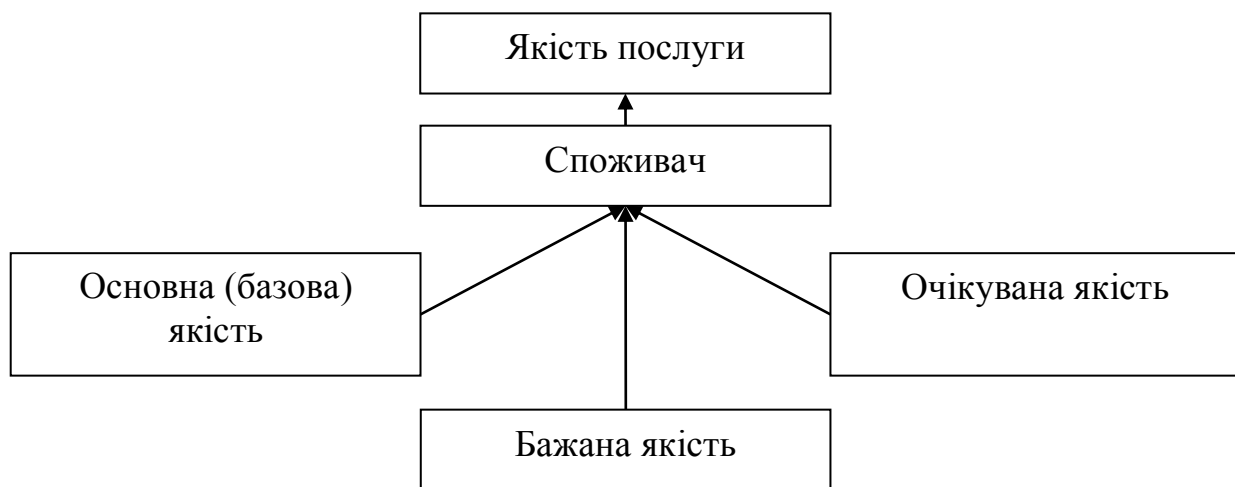 Якість послуги
Споживач
Основна (базова)
якість
Очікувана якість
Бажана якість